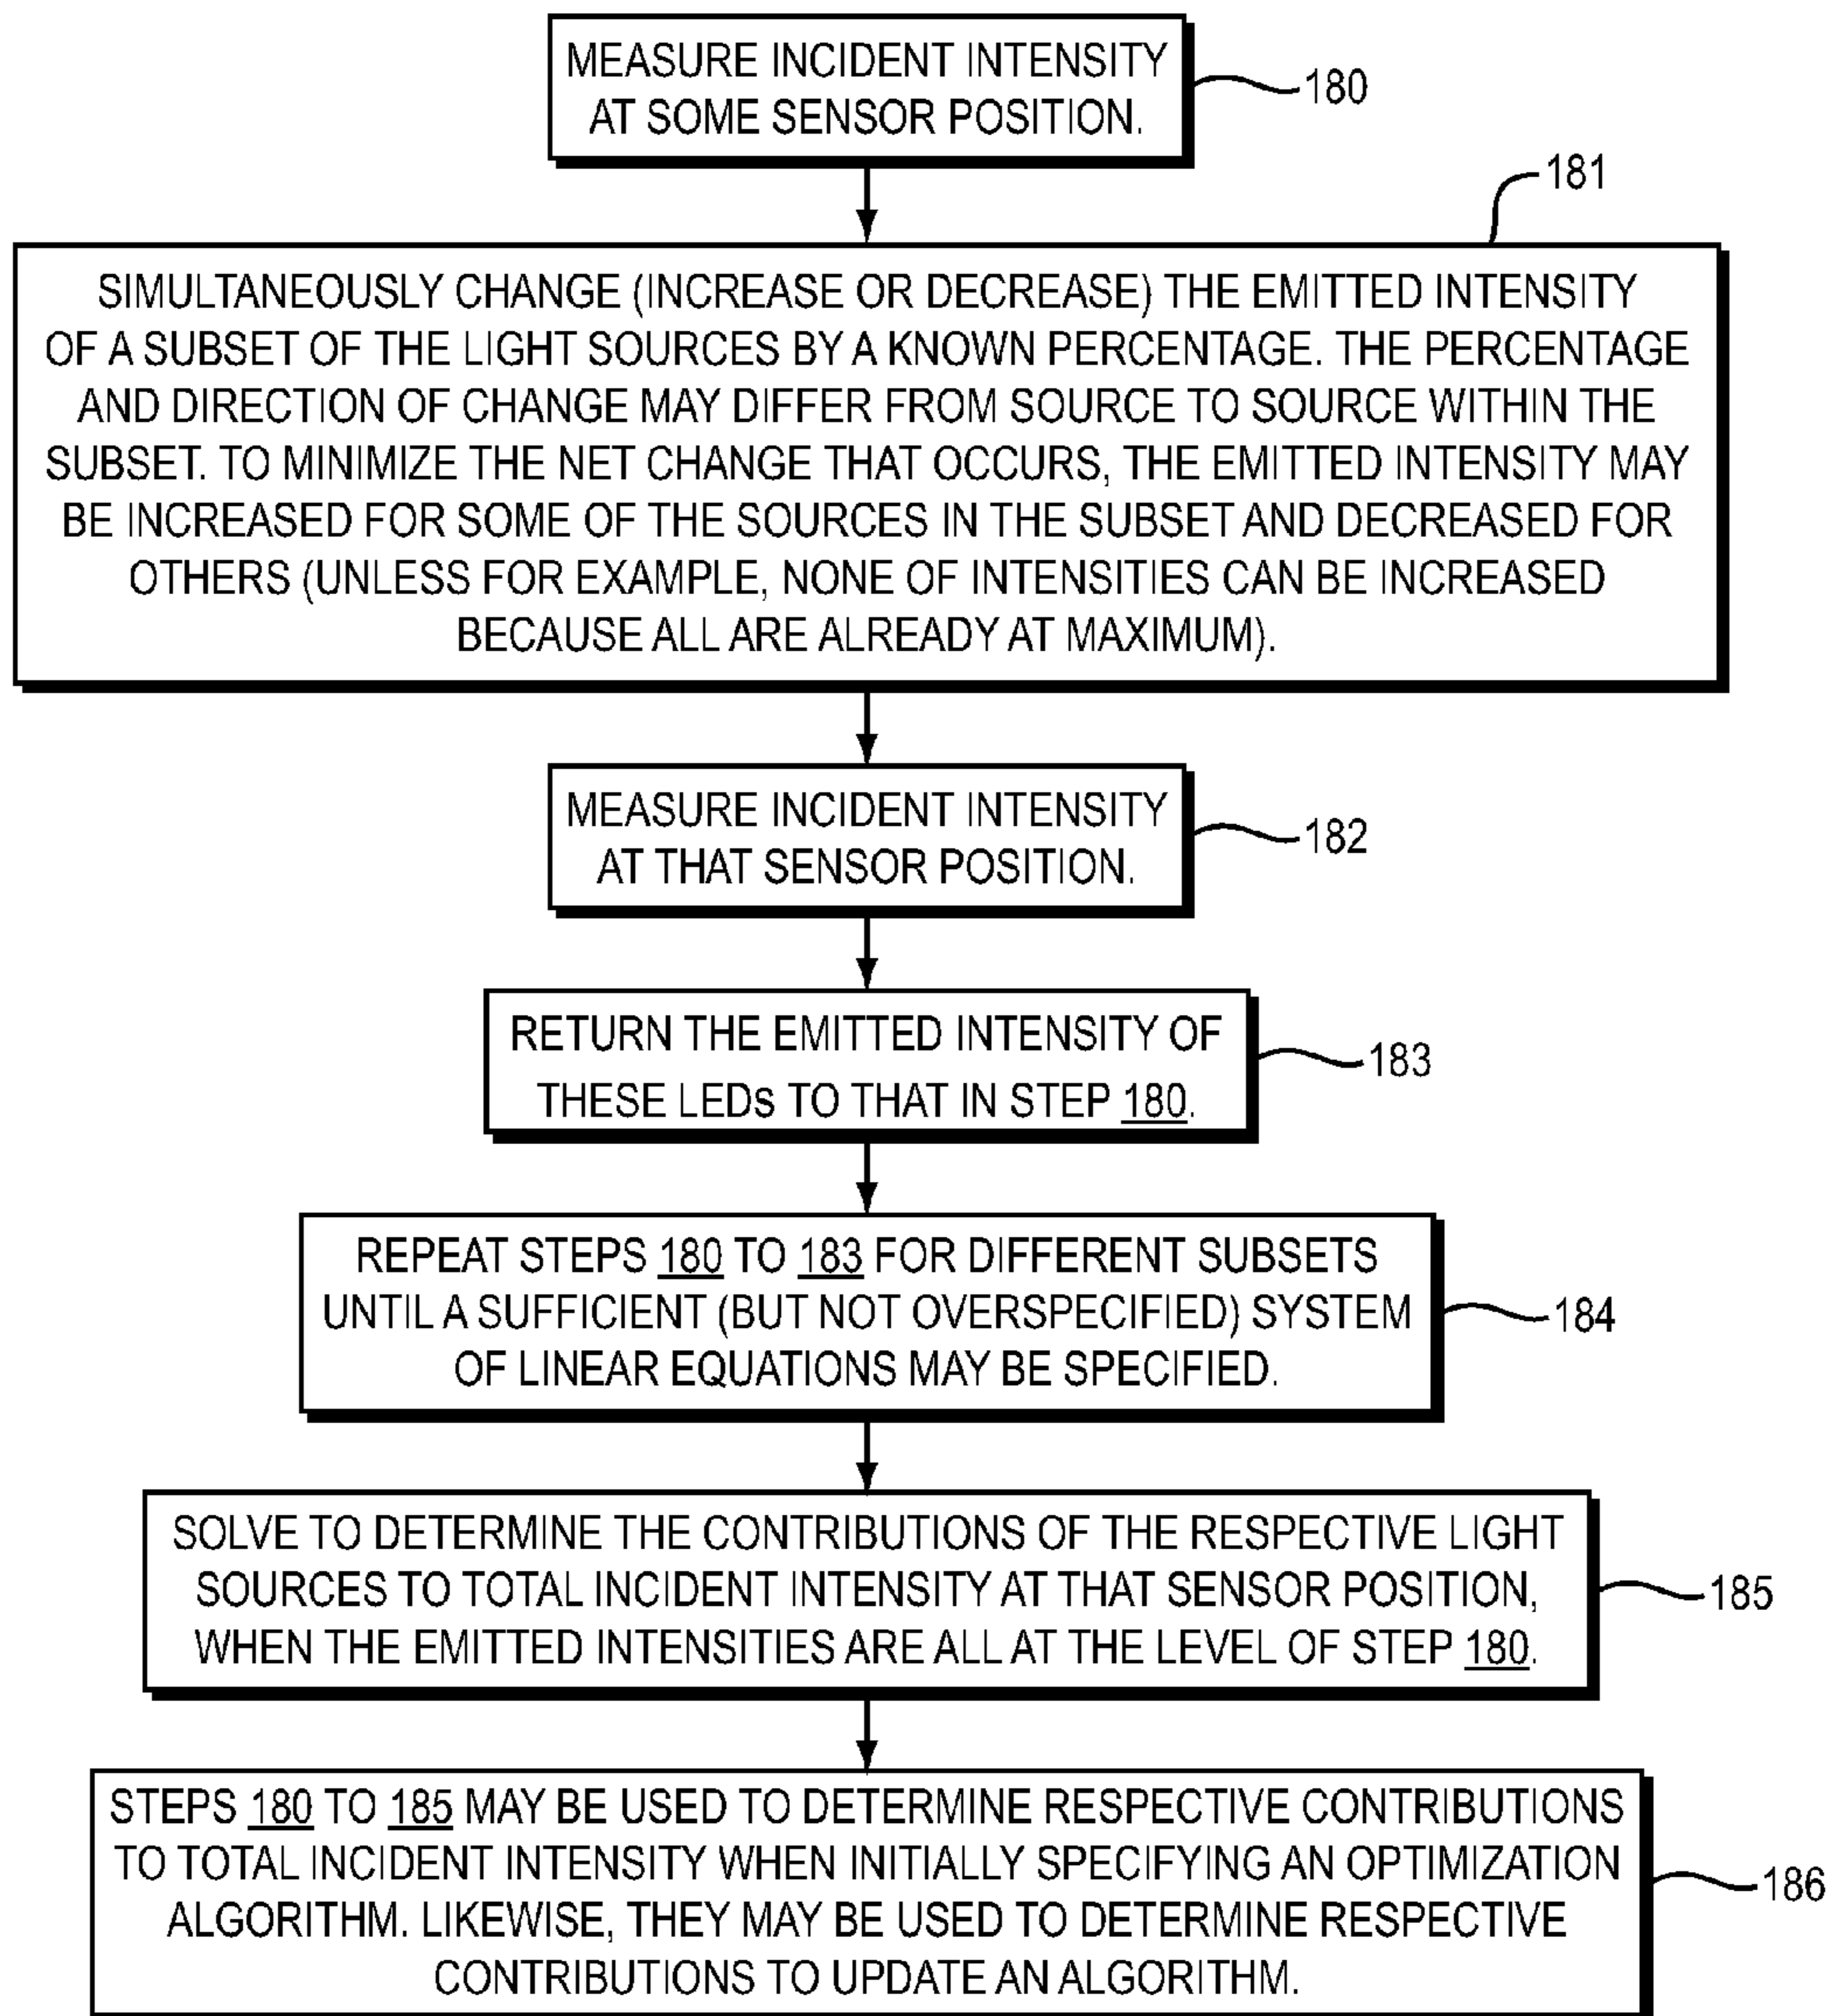 MEASURE INCIDENT INTENSITY
AT SOME SENSOR POSITION.
180
181
SIMULTANEOUSLY CHANGE (INCREASE OR DECREASE) THE EMITTED INTENSITY
OF A SUBSET OF THE LIGHT SOURCES BY A KNOWN PERCENTAGE. THE PERCENTAGE
AND DIRECTION OF CHANGE MAY DIFFER FROM SOURCE TO SOURCE WITHIN THE
SUBSET. TO MINIMIZE THE NET CHANGE THAT OCCURS, THE EMITTED INTENSITY MAY
BE INCREASED FOR SOME OF THE SOURCES IN THE SUBSET AND DECREASED FOR
OTHERS (UNLESS FOR EXAMPLE, NONE OF INTENSITIES CAN BE INCREASED
BECAUSE ALL ARE ALREADY AT MAXIMUM).
MEASURE INCIDENT INTENSITY
AT THAT SENSOR POSITION.
182
RETURN THE EMITTED INTENSITY OF
THESE LEDs TO THAT IN STEP 180.
183
REPEAT STEPS 180 TO 183 FOR DIFFERENT SUBSETS
UNTIL A SUFFICIENT (BUT NOT OVERSPECIFIED) SYSTEM
OF LINEAR EQUATIONS MAY BE SPECIFIED.
184
SOLVE TO DETERMINE THE CONTRIBUTIONS OF THE RESPECTIVE LIGHT
SOURCES TO TOTAL INCIDENT INTENSITY AT THAT SENSOR POSITION,
WHEN THE EMITTED INTENSITIES ARE ALL AT THE LEVEL OF STEP 180.
185
STEPS 180 TO 185 MAY BE USED TO DETERMINE RESPECTIVE CONTRIBUTIONS
TO TOTAL INCIDENT INTENSITY WHEN INITIALLY SPECIFYING AN OPTIMIZATION
ALGORITHM. LIKEWISE, THEY MAY BE USED TO DETERMINE RESPECTIVE
CONTRIBUTIONS TO UPDATE AN ALGORITHM.
186